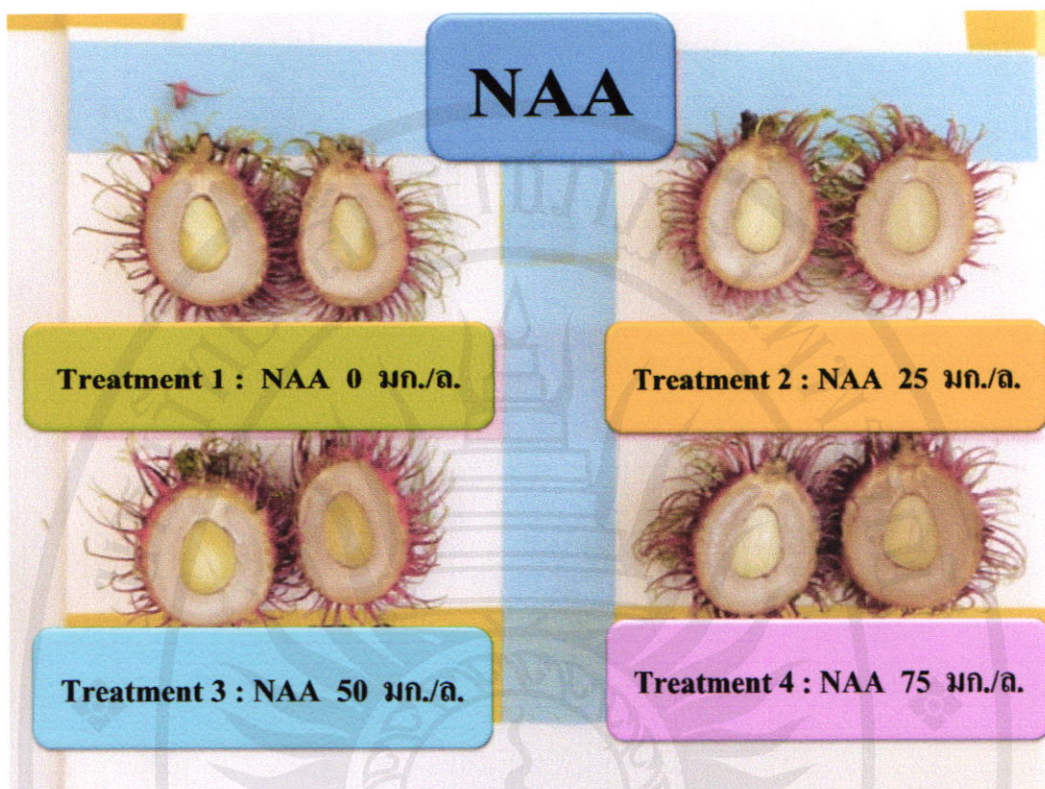 NAA
Treatment 1 : NAA 0 มก./ล.
Treatment 2 : NAA 25 มก./ล.
Treatment 3 : NAA 50 มก./ล.
Treatment 4 : NAA 75 มก./ล.